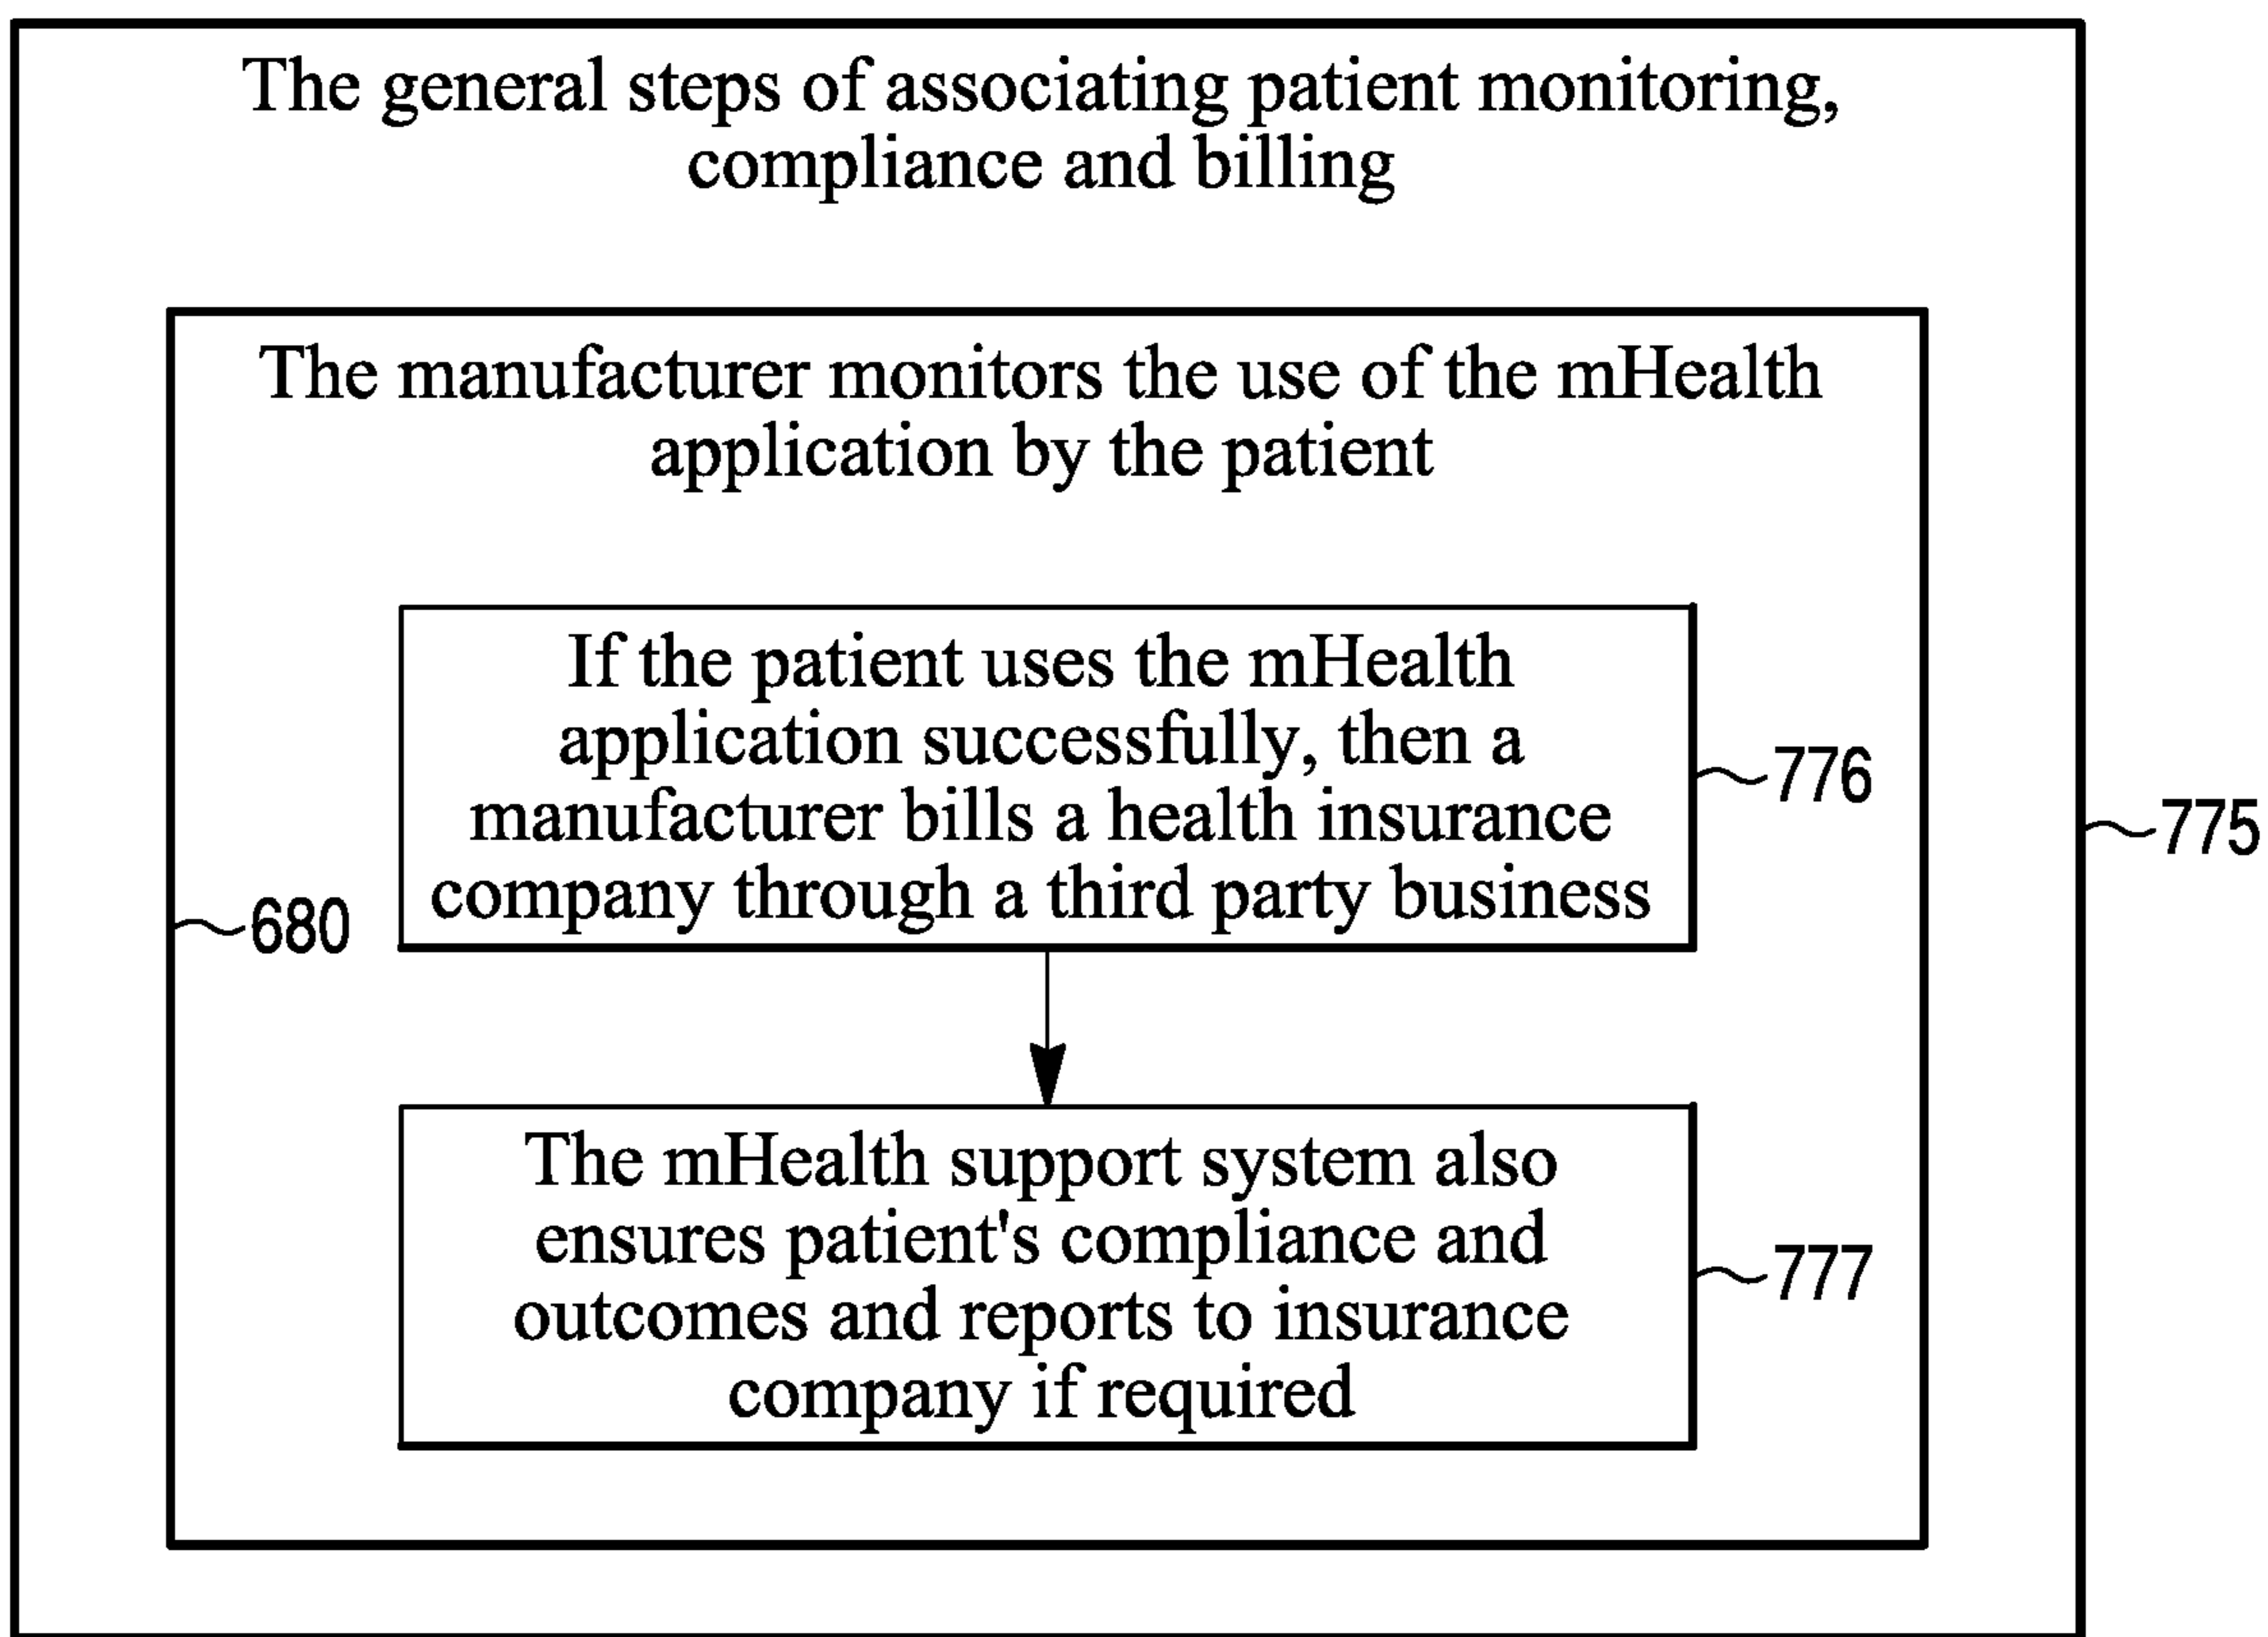 The general steps of associating patient monitoring,
compliance and billing
The manufacturer monitors the use of the mHealth
application by the patient
If the patient uses the mHealth
application successfully, then a
manufacturer bills a health insurance
company through a third party business
776
775
680
The mHealth support system also
ensures patient's compliance and
outcomes and reports to insurance
company if required
777